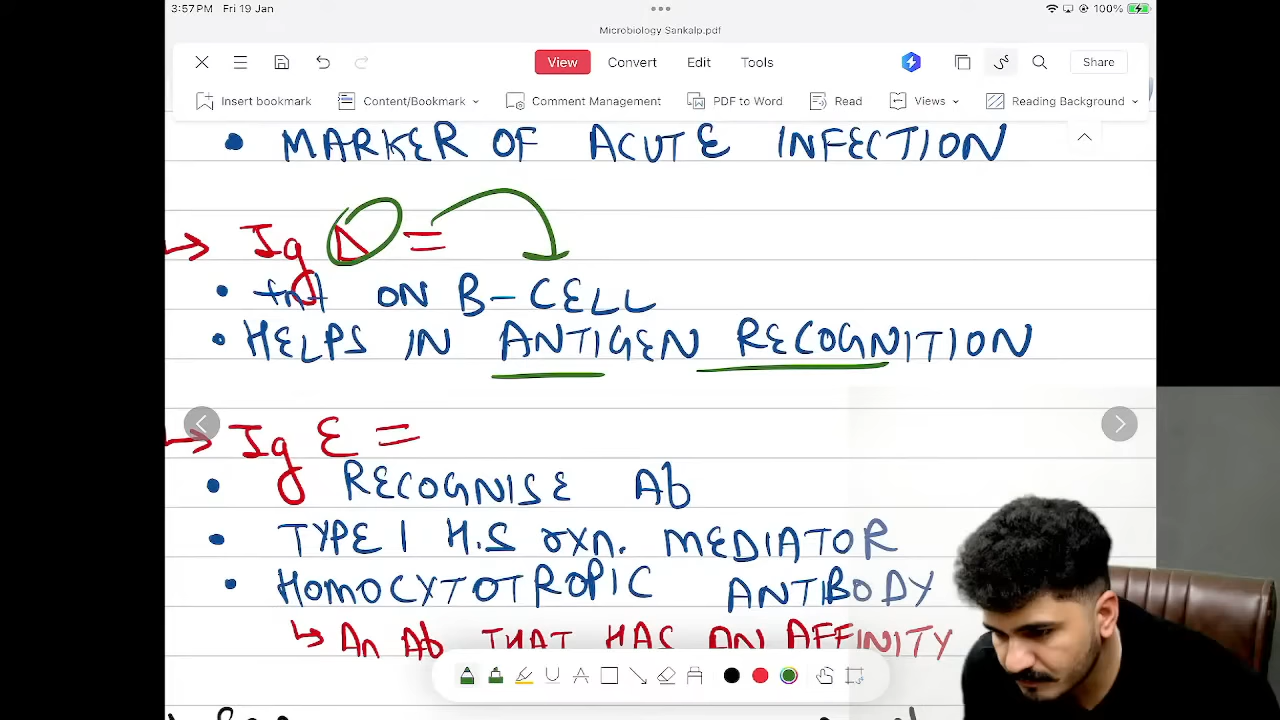 3:57 PM Fri 19 Jan
100%
Microbiology Sankalp.pdf
View Convert Edit Tools Share
Insert bookmark Content/Bookmark Comment Management PDF to Word Read Views Reading Background
• MARKER OF ACUTE INFECTION
→ Ig D =
• +nt ON B-CELL
• HELPS IN ANTIGEN RECOGNITION
→ Ig E =
• RECOGNISE Ab
• TYPE 1 H.S rxn. MEDIATOR
• HOMOCYTOTROPIC ANTIBODY
↳ An Ab THAT HAS AN AFFINITY